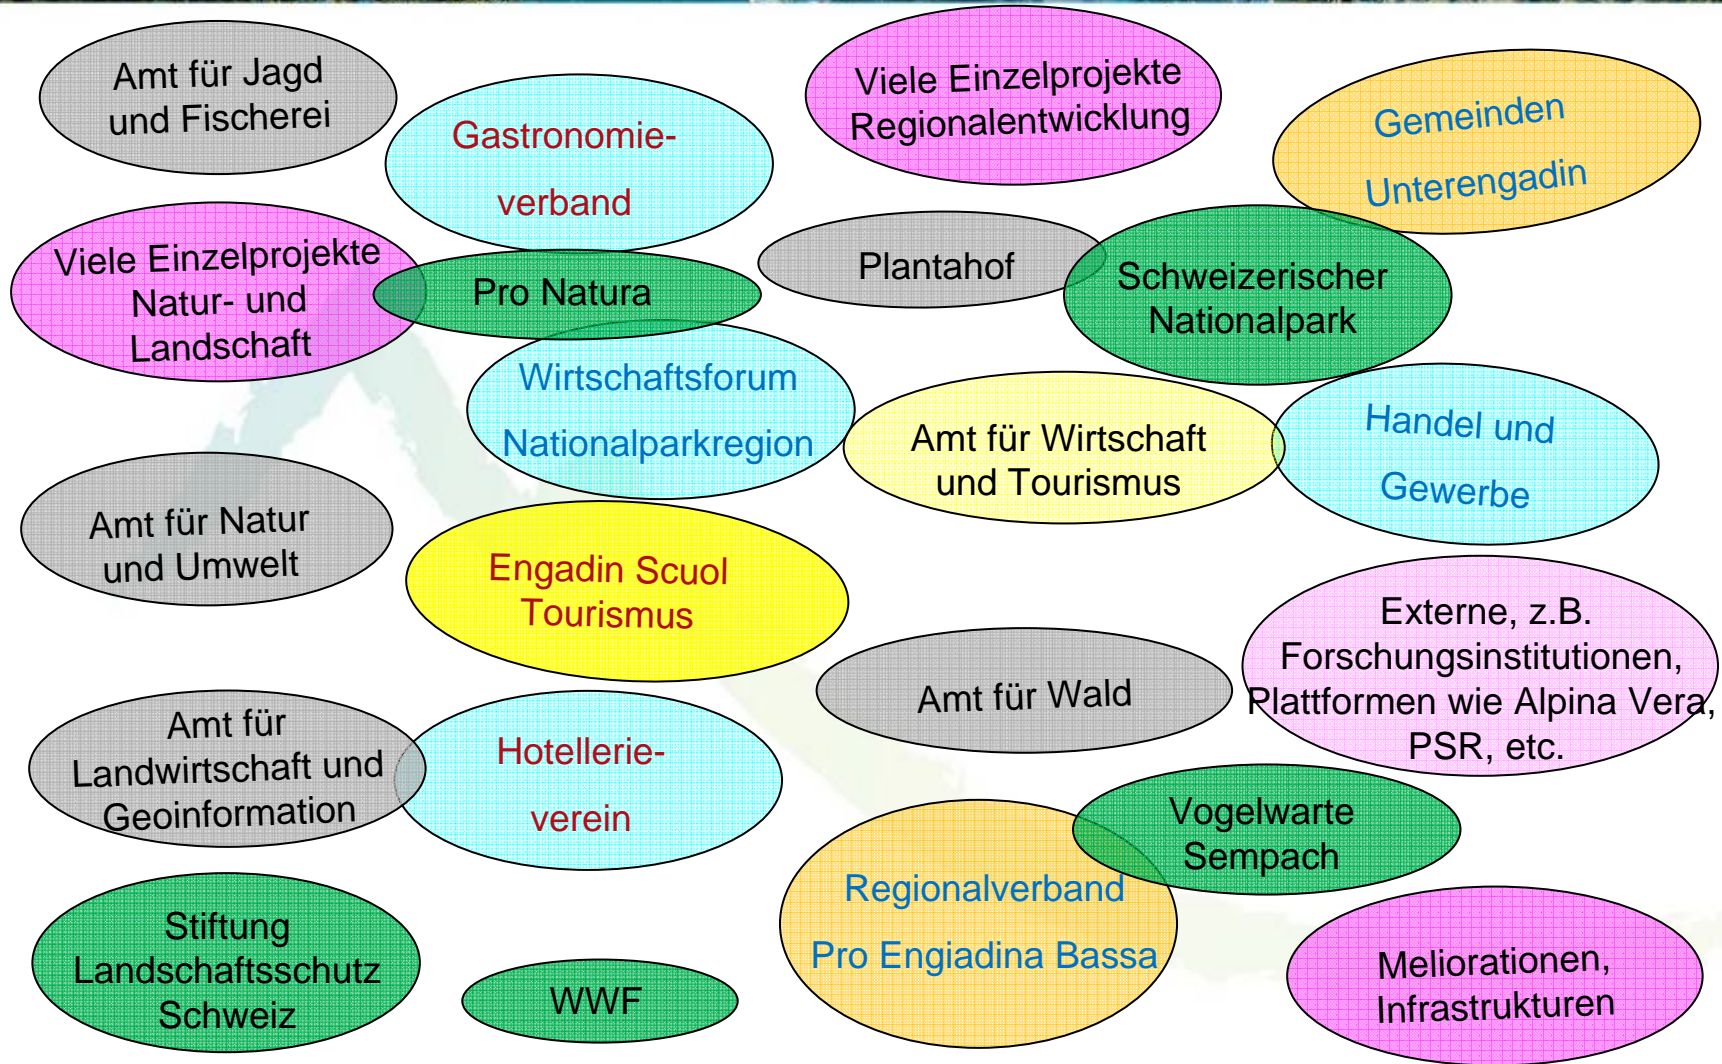 Amt für Jagd
und Fischerei
Gastronomie-
verband
Viele Einzelprojekte
Regionalentwicklung
Gemeinden
Unterengadin
Viele Einzelprojekte
Natur- und
Landschaft
Pro Natura
Plantahof
Schweizerischer
Nationalpark
Wirtschaftsforum
Nationalparkregion
Amt für Wirtschaft
und Tourismus
Handel und
Gewerbe
Amt für Natur
und Umwelt
Engadin Scuol
Tourismus
Externe, z.B.
Forschungsinstitutionen,
Plattformen wie Alpina Vera,
PSR, etc.
Amt für Wald
Amt für
Landwirtschaft und
Geoinformation
Hotellerie-
verein
Vogelwarte
Sempach
Regionalverband
Pro Engiadina Bassa
Stiftung
Landschaftsschutz
Schweiz
WWF
Meliorationen,
Infrastrukturen